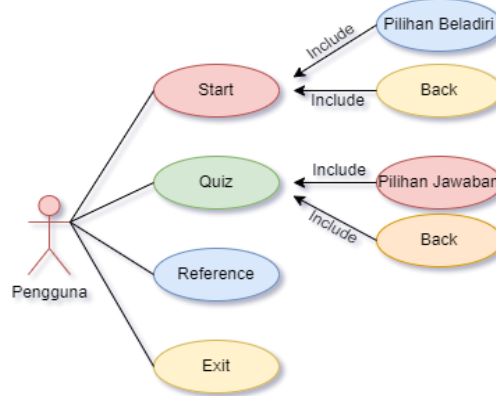 Include
Pilihan Beladiri
Start
Include
Back
Quiz
Include
Pilihan Jawaban
Include
Back
Pengguna
Reference
Exit